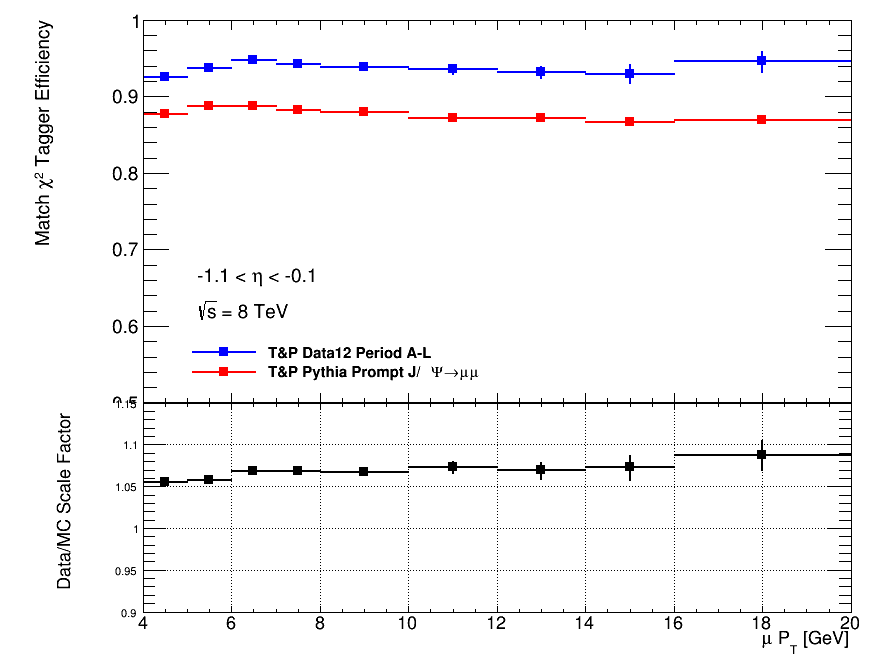 Match χ² Tagger Efficiency
1
0.9
0.8
0.7
0.6
0.5
-1.1 < η < -0.1
√s = 8 TeV
T&P Data12 Period A-L
T&P Pythia Prompt J/ Ψ→μμ
Data/MC Scale Factor
1.15
1.1
1.05
1
0.95
0.9
4 6 8 10 12 14 16 18 20
μ P_T [GeV]